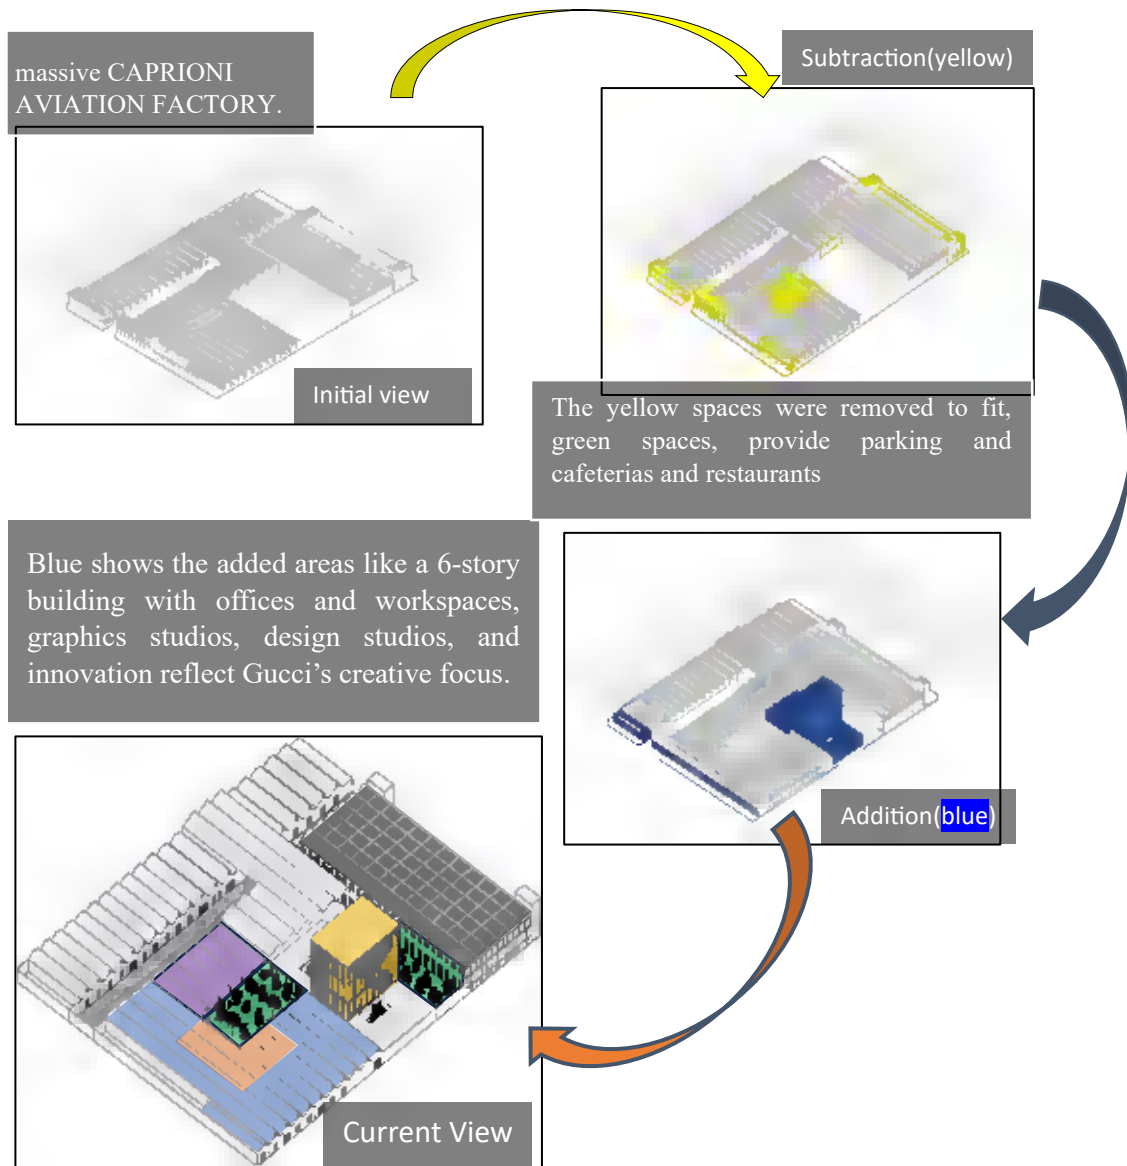 massive CAPRIONI
AVIATION FACTORY.
Subtraction(yellow)
Initial view
The yellow spaces were removed to fit,
green spaces, provide parking and
cafeterias and restaurants
Blue shows the added areas like a 6-story
building with offices and workspaces,
graphics studios, design studios, and
innovation reflect Gucci’s creative focus.
Addition(blue)
Current View